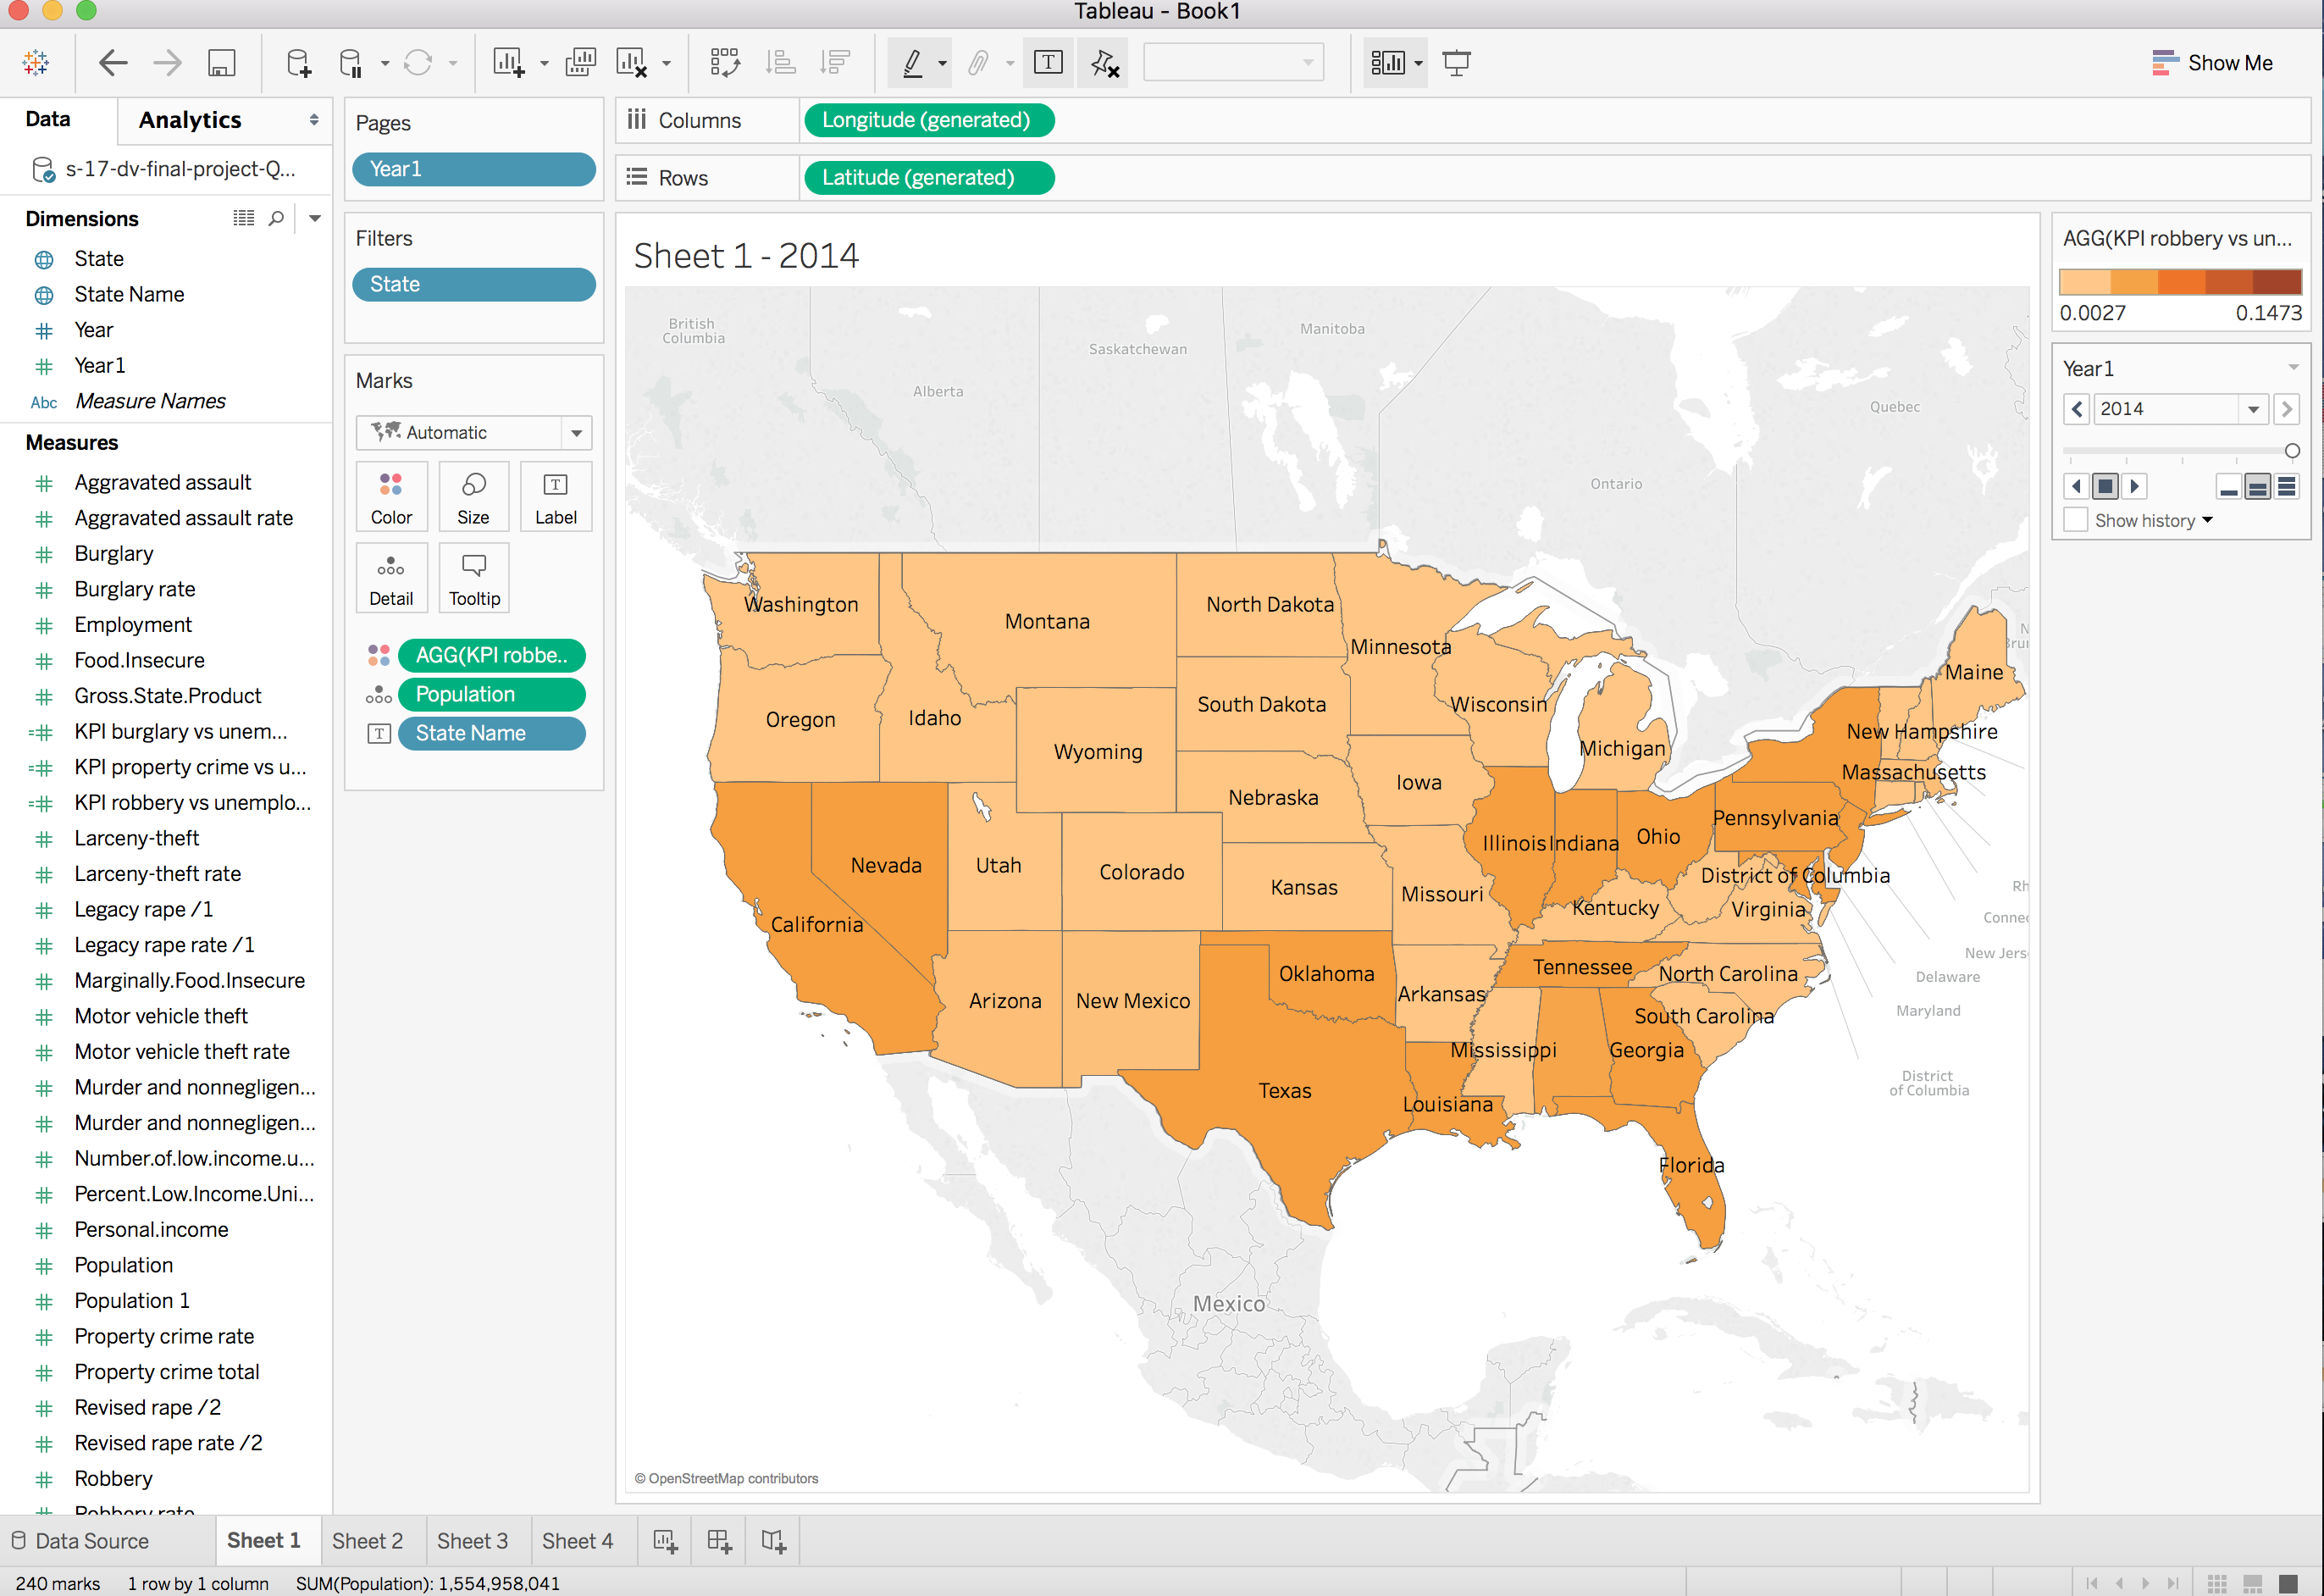 Tableau - Book1
Show Me
Data
Analytics
s-17-dv-final-project-Q...
Dimensions
State
State Name
Year
Year1
Abc Measure Names
Measures
Aggravated assault
Aggravated assault rate
Burglary
Burglary rate
Employment
Food.Insecure
Gross.State.Product
KPI burglary vs unem...
KPI property crime vs u...
KPI robbery vs unemplo...
Larceny-theft
Larceny-theft rate
Legacy rape /1
Legacy rape rate /1
Marginally.Food.Insecure
Motor vehicle theft
Motor vehicle theft rate
Murder and nonnegligen...
Murder and nonnegligen...
Number.of.low.income.u...
Percent.Low.Income.Uni...
Personal.income
Population
Population 1
Property crime rate
Property crime total
Revised rape /2
Revised rape rate /2
Robbery
Robbery rate
Pages
Year1
Filters
State
Marks
Automatic
Color
Size
Label
Detail
Tooltip
AGG(KPI robbe..
Population
State Name
Columns
Longitude (generated)
Rows
Latitude (generated)
Sheet 1 - 2014
British
Columbia
Alberta
Saskatchewan
Manitoba
Ontario
Quebec
Washington
Montana
North Dakota
Minnesota
Maine
Oregon
Idaho
South Dakota
Wisconsin
Wyoming
Michigan
New Hampshire
Iowa
Massachusetts
Nebraska
Pennsylvania
Nevada
Utah
Colorado
Kansas
Missouri
Illinois
Indiana
Ohio
District of Columbia
Kentucky
Virginia
California
Arizona
New Mexico
Oklahoma
Arkansas
Tennessee
North Carolina
South Carolina
Mississippi
Georgia
Texas
Louisiana
Florida
Rh
Connec
New Jers
Delaware
Maryland
District
of Columbia
Mexico
© OpenStreetMap contributors
AGG(KPI robbery vs un...
0.0027
0.1473
Year1
2014
Show history
Data Source
Sheet 1
Sheet 2
Sheet 3
Sheet 4
240 marks
1 row by 1 column
SUM(Population): 1,554,958,041